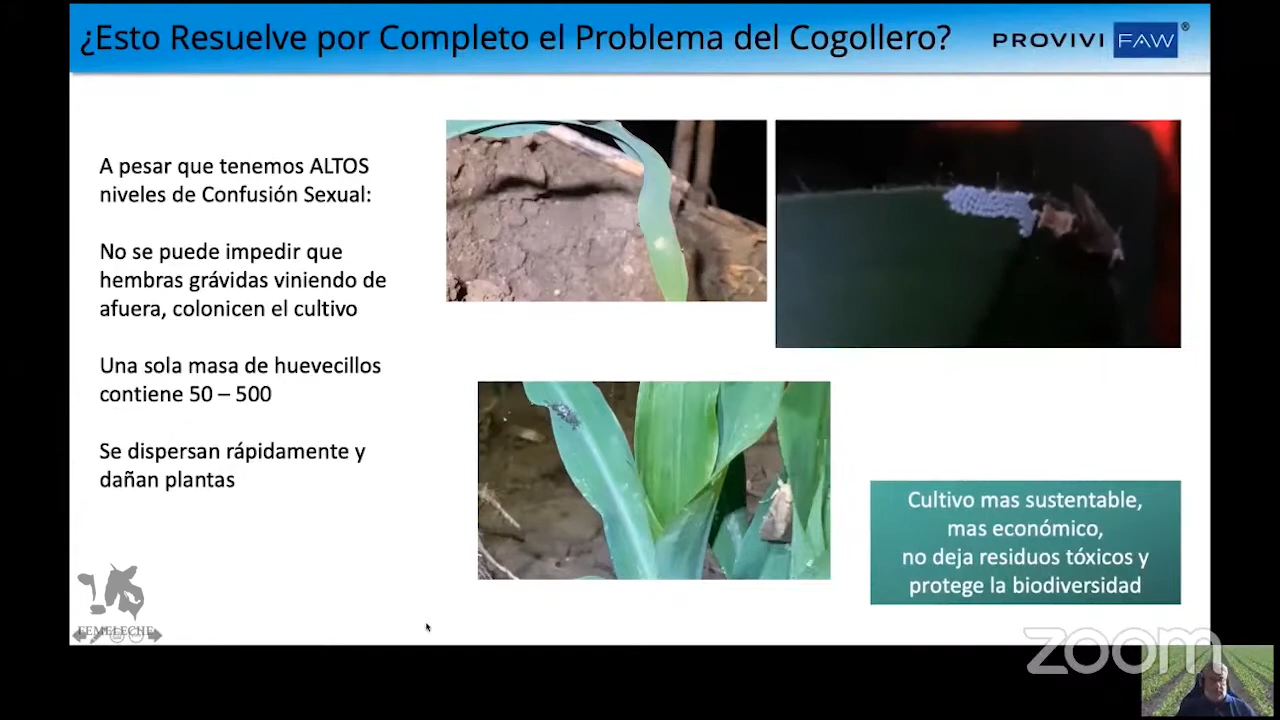 ¿Esto Resuelve por Completo el Problema del Cogollero?
PROVIVI FAW®
A pesar que tenemos ALTOS
niveles de Confusión Sexual:
No se puede impedir que
hembras grávidas viniendo de
afuera, colonicen el cultivo
Una sola masa de huevecillos
contiene 50 – 500
Se dispersan rápidamente y
dañan plantas
Cultivo mas sustentable,
mas económico,
no deja residuos tóxicos y
protege la biodiversidad
FEMELECHE
zoom